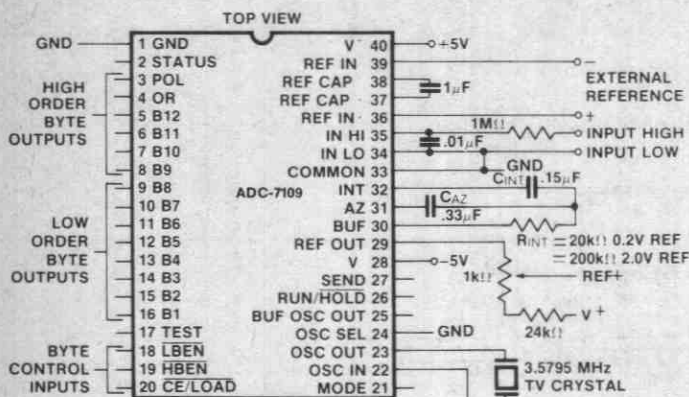 TOP VIEW
GND
1 GND
2 STATUS
3 POL
4 OR
5 B12
6 B11
7 B10
8 B9
9 B8
10 B7
11 B6
12 B5
13 B4
14 B3
15 B2
16 B1
17 TEST
18 LBEN
19 HBEN
20 CE/LOAD
HIGH
ORDER
BYTE
OUTPUTS
LOW
ORDER
BYTE
OUTPUTS
BYTE
CONTROL
INPUTS
ADC-7109
V 40
REF IN 39
REF CAP 38
REF CAP 37
REF IN 36
IN HI 35
IN LO 34
COMMON 33
INT 32
AZ 31
BUF 30
REF OUT 29
V 28
SEND 27
RUN/HOLD 26
BUF OSC OUT 25
OSC SEL 24
OSC OUT 23
OSC IN 22
MODE 21
+5V
−
1µF
EXTERNAL
REFERENCE
+
1MΩ
INPUT HIGH
.01µF
INPUT LOW
GND
CINT .15µF
CAZ
.33µF
RINT = 20kΩ 0.2V REF
= 200kΩ 2.0V REF
−5V
1kΩ
REF+
V+
24kΩ
GND
3.5795 MHz
TV CRYSTAL